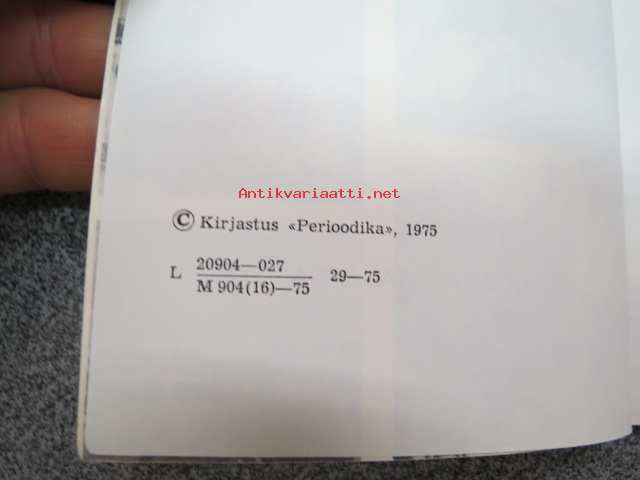 Antikvariaatti.net
© Kirjastus «Perioodika», 1975
L 20904—027 29—75
M 904(16)—75